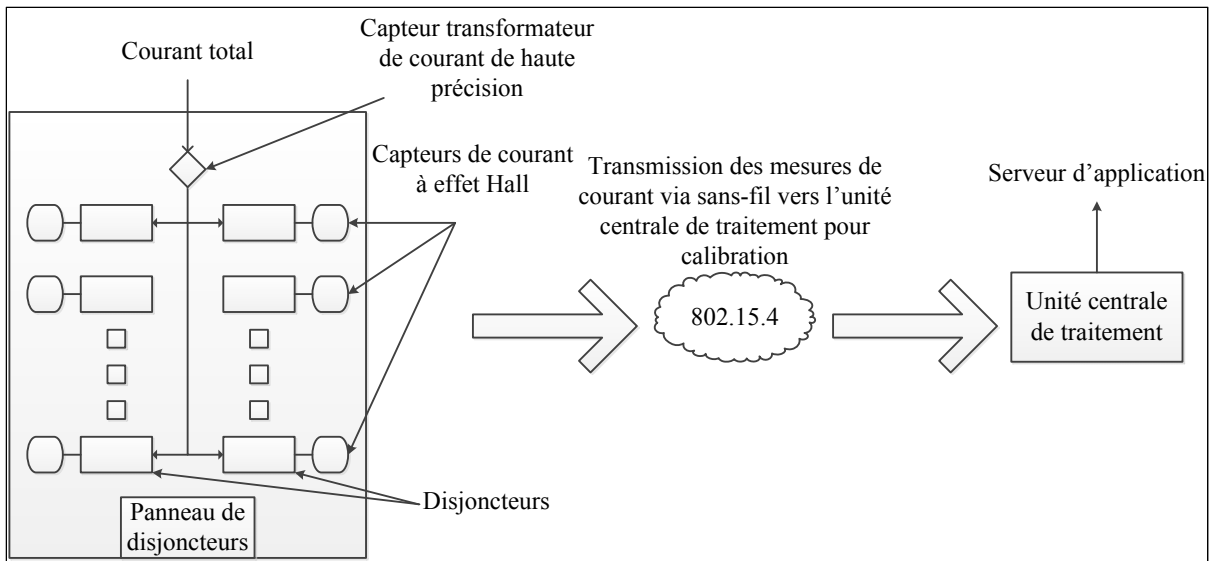 Courant total
Capteur transformateur
de courant de haute
précision
Capteurs de courant
à effet Hall
Transmission des mesures de
courant via sans-fil vers l'unité
centrale de traitement pour
calibration
Serveur d'application
802.15.4
Unité centrale
de traitement
Disjoncteurs
Panneau de
disjoncteurs